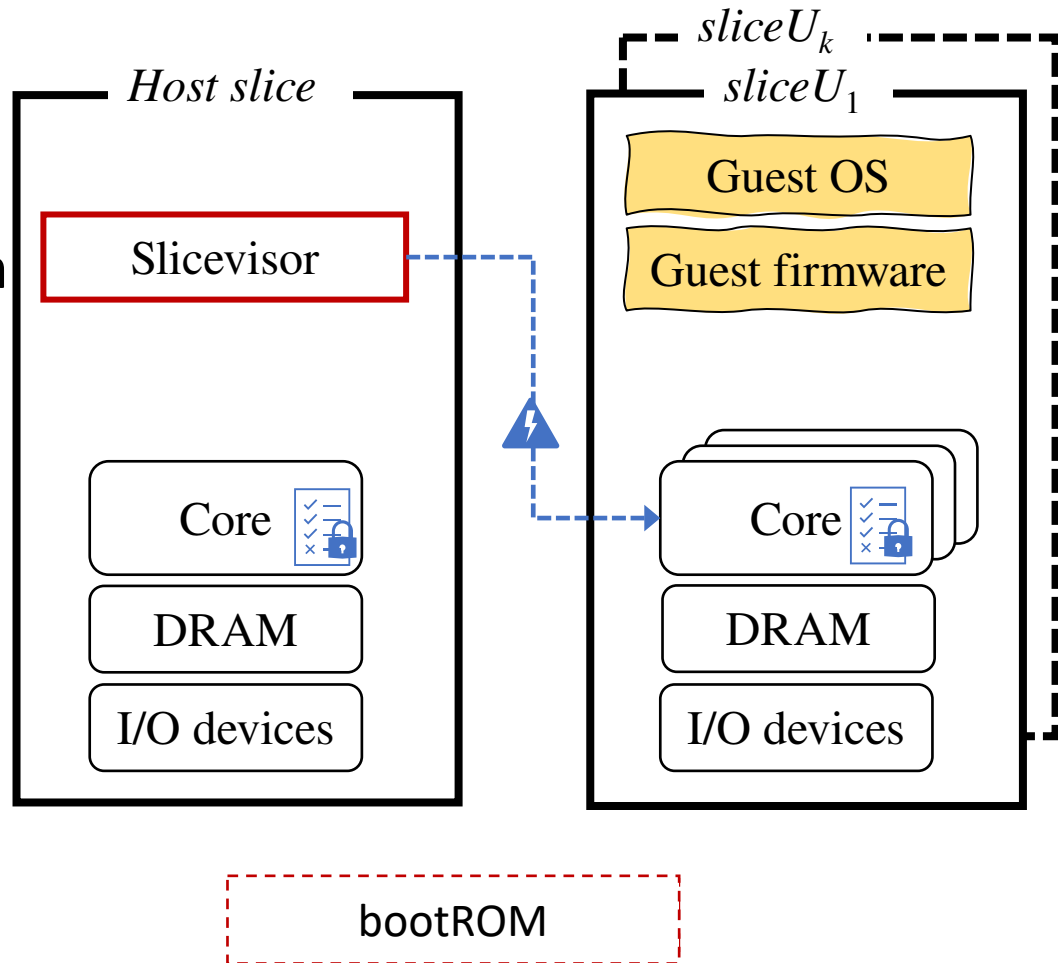 sliceU_k
Host slice
sliceU_1
Guest OS
Slicevisor
Guest firmware
Core
Core
DRAM
DRAM
I/O devices
I/O devices
bootROM